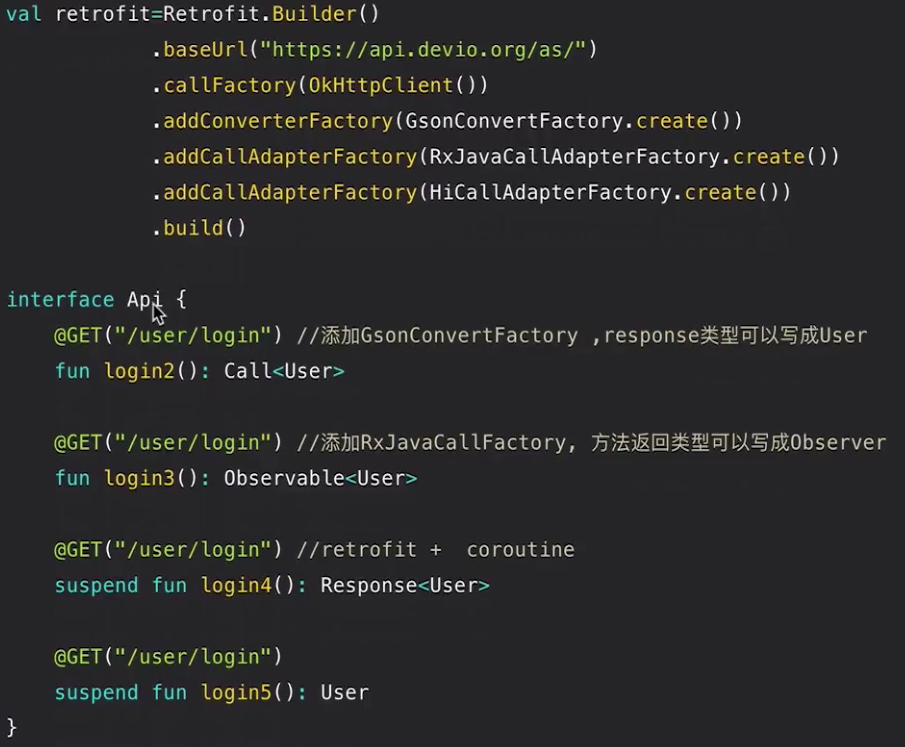 val retrofit=Retrofit.Builder()
.baseUrl("https://api.devio.org/as/")
.callFactory(OkHttpClient())
.addConverterFactory(GsonConvertFactory.create())
.addCallAdapterFactory(RxJavaCallAdapterFactory.create())
.addCallAdapterFactory(HiCallAdapterFactory.create())
.build()
interface Api {
@GET("/user/login") //添加GsonConvertFactory ,response类型可以写成User
fun login2(): Call<User>
@GET("/user/login") //添加RxJavaCallFactory, 方法返回类型可以写成Observer
fun login3(): Observable<User>
@GET("/user/login") //retrofit +  coroutine
suspend fun login4(): Response<User>
@GET("/user/login")
suspend fun login5(): User
}